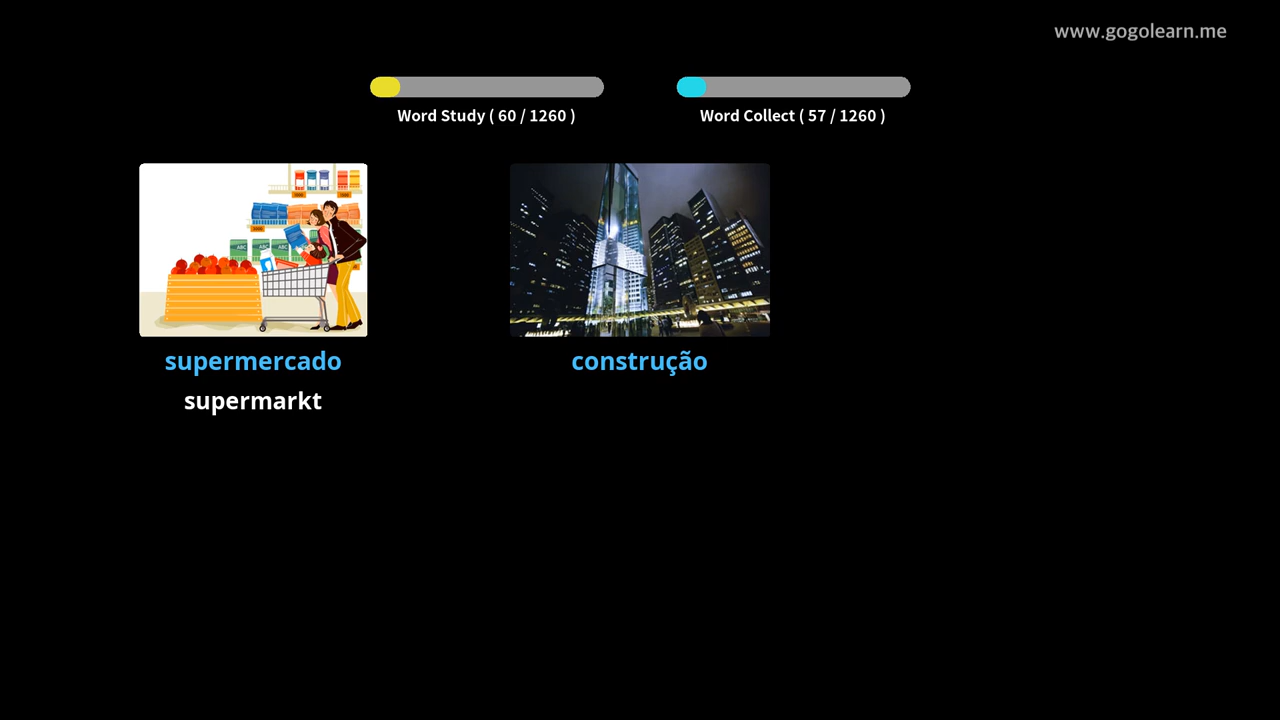 www.gogolearn.me
Word Study ( 60 / 1260 )
Word Collect ( 57 / 1260 )
supermercado
construção
supermarkt